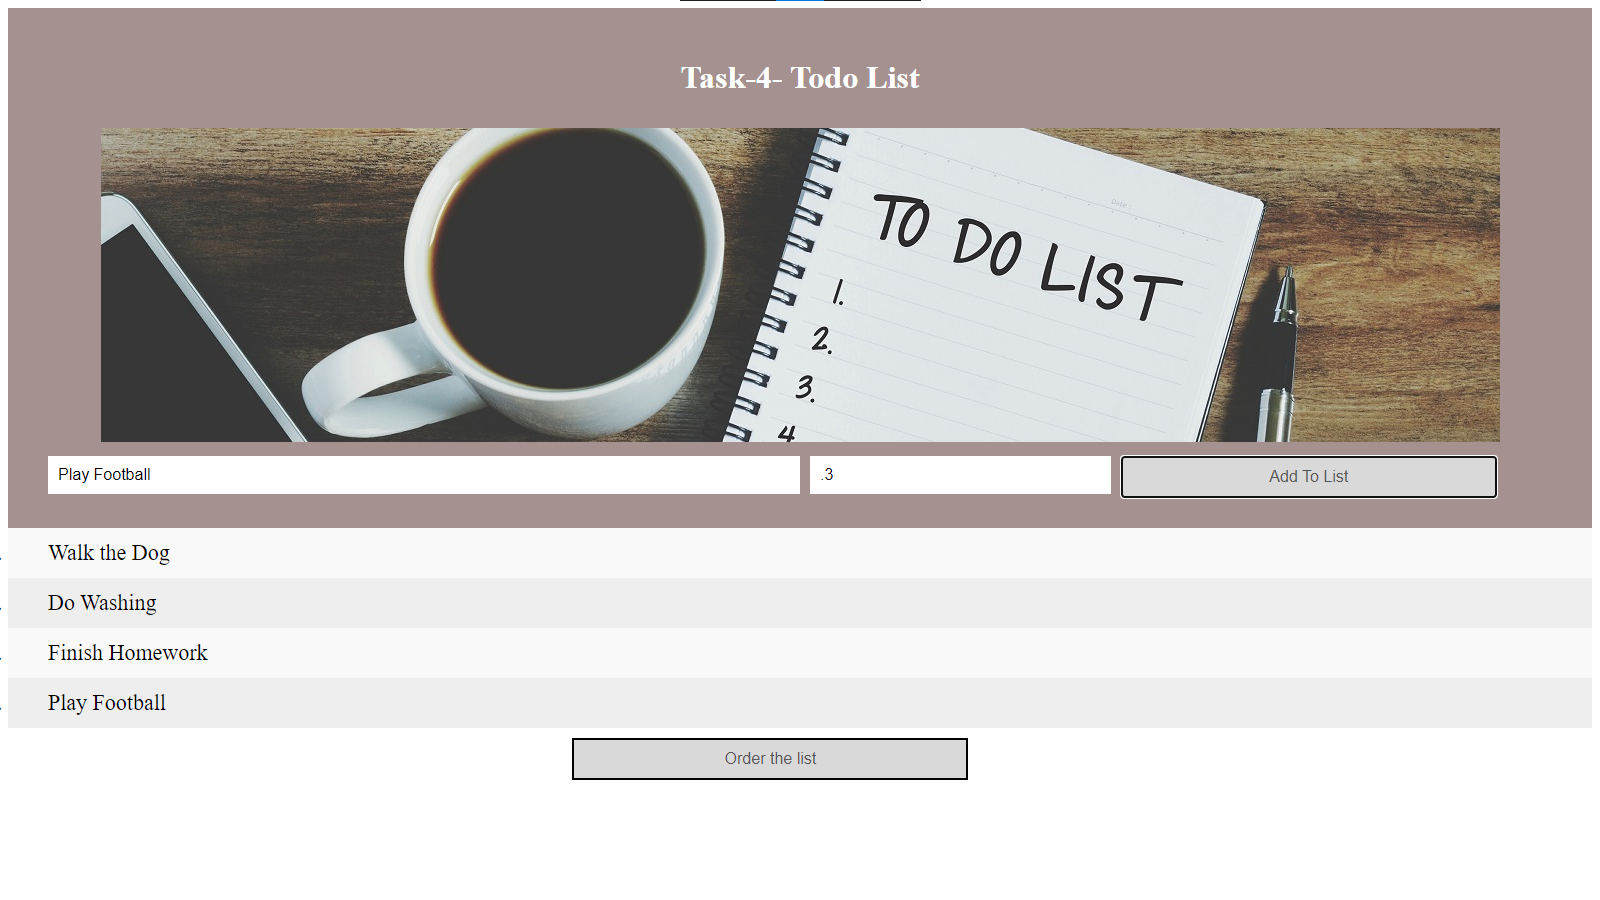 Task-4- Todo List
Date :
TO DO LIST
1.
2.
3.
4
Play Football
.3
Add To List
Walk the Dog
Do Washing
Finish Homework
Play Football
Order the list